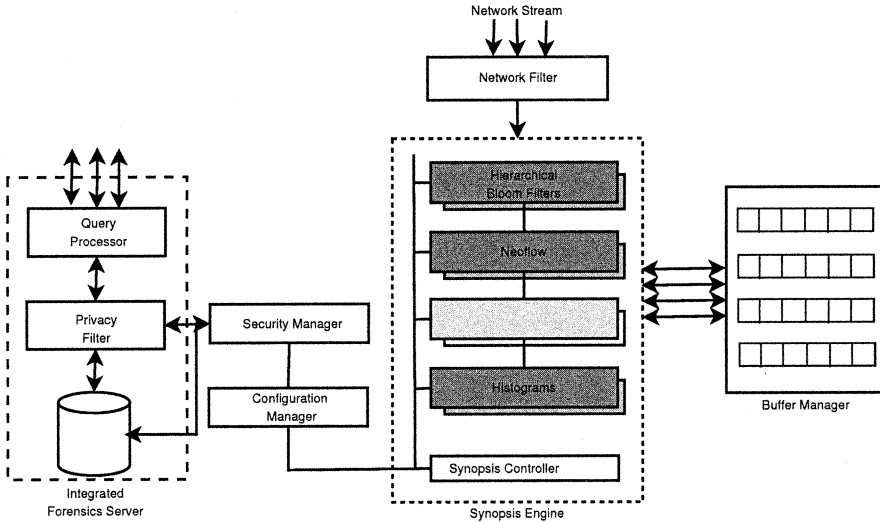 Network Stream
Network Filter
Hierarchical
Bloom Filters
Neoflow
Histograms
Synopsis Controller
Synopsis Engine
Buffer Manager
Query
Processor
Privacy
Filter
Security Manager
Configuration
Manager
Integrated
Forensics Server